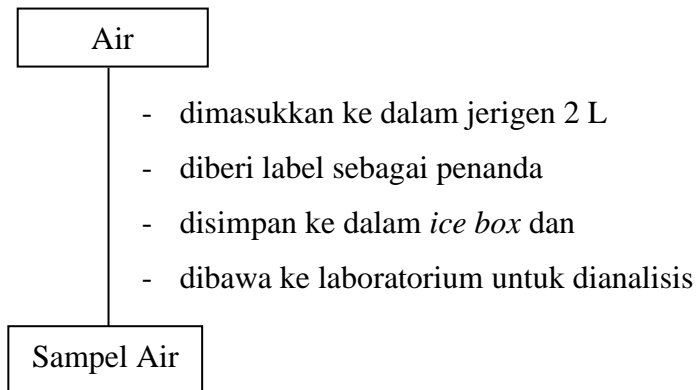 Air
- dimasukkan ke dalam jerigen 2 L
- diberi label sebagai penanda
- disimpan ke dalam ice box dan
- dibawa ke laboratorium untuk dianalisis
Sampel Air